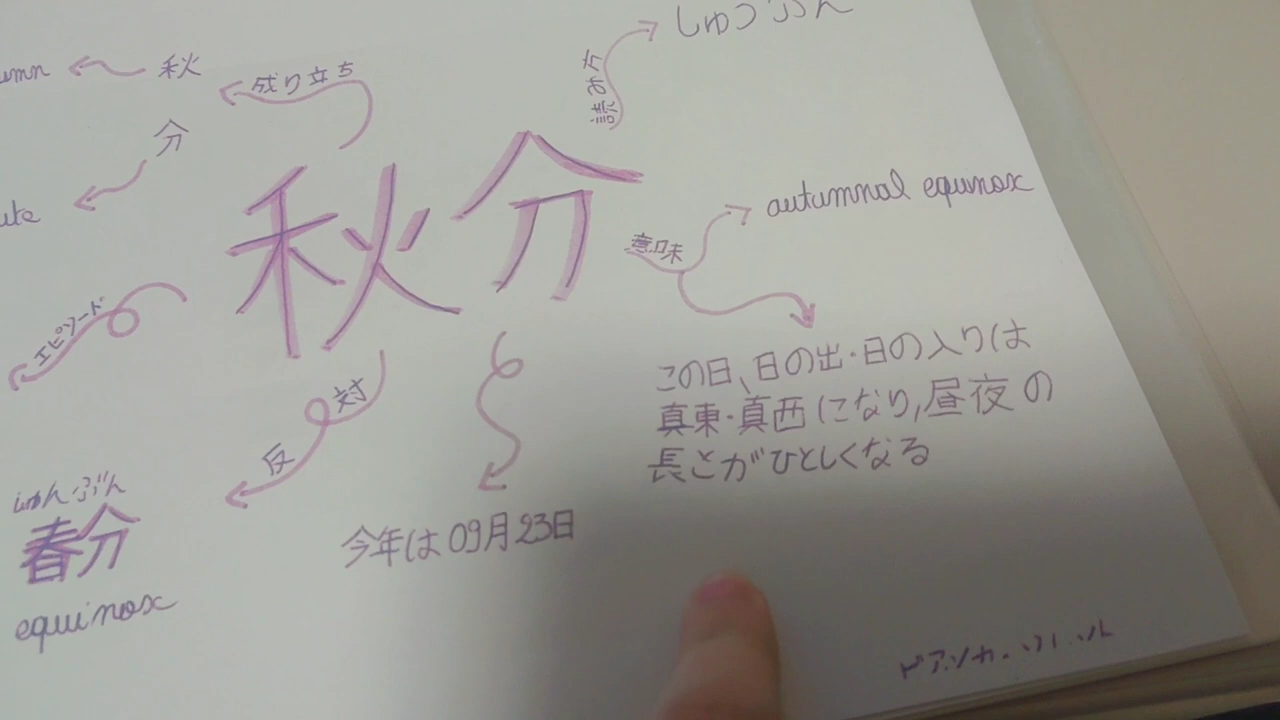 しゅうぶん
読み方
成り立ち
秋
分
秋分
意味
autumnal equnox
この日、日の出・日の入りは
真東・真西になり,昼夜の
長さがひとしくなる
エピソード
反対
しゅんぶん
春分
equinox
今年は09月23日